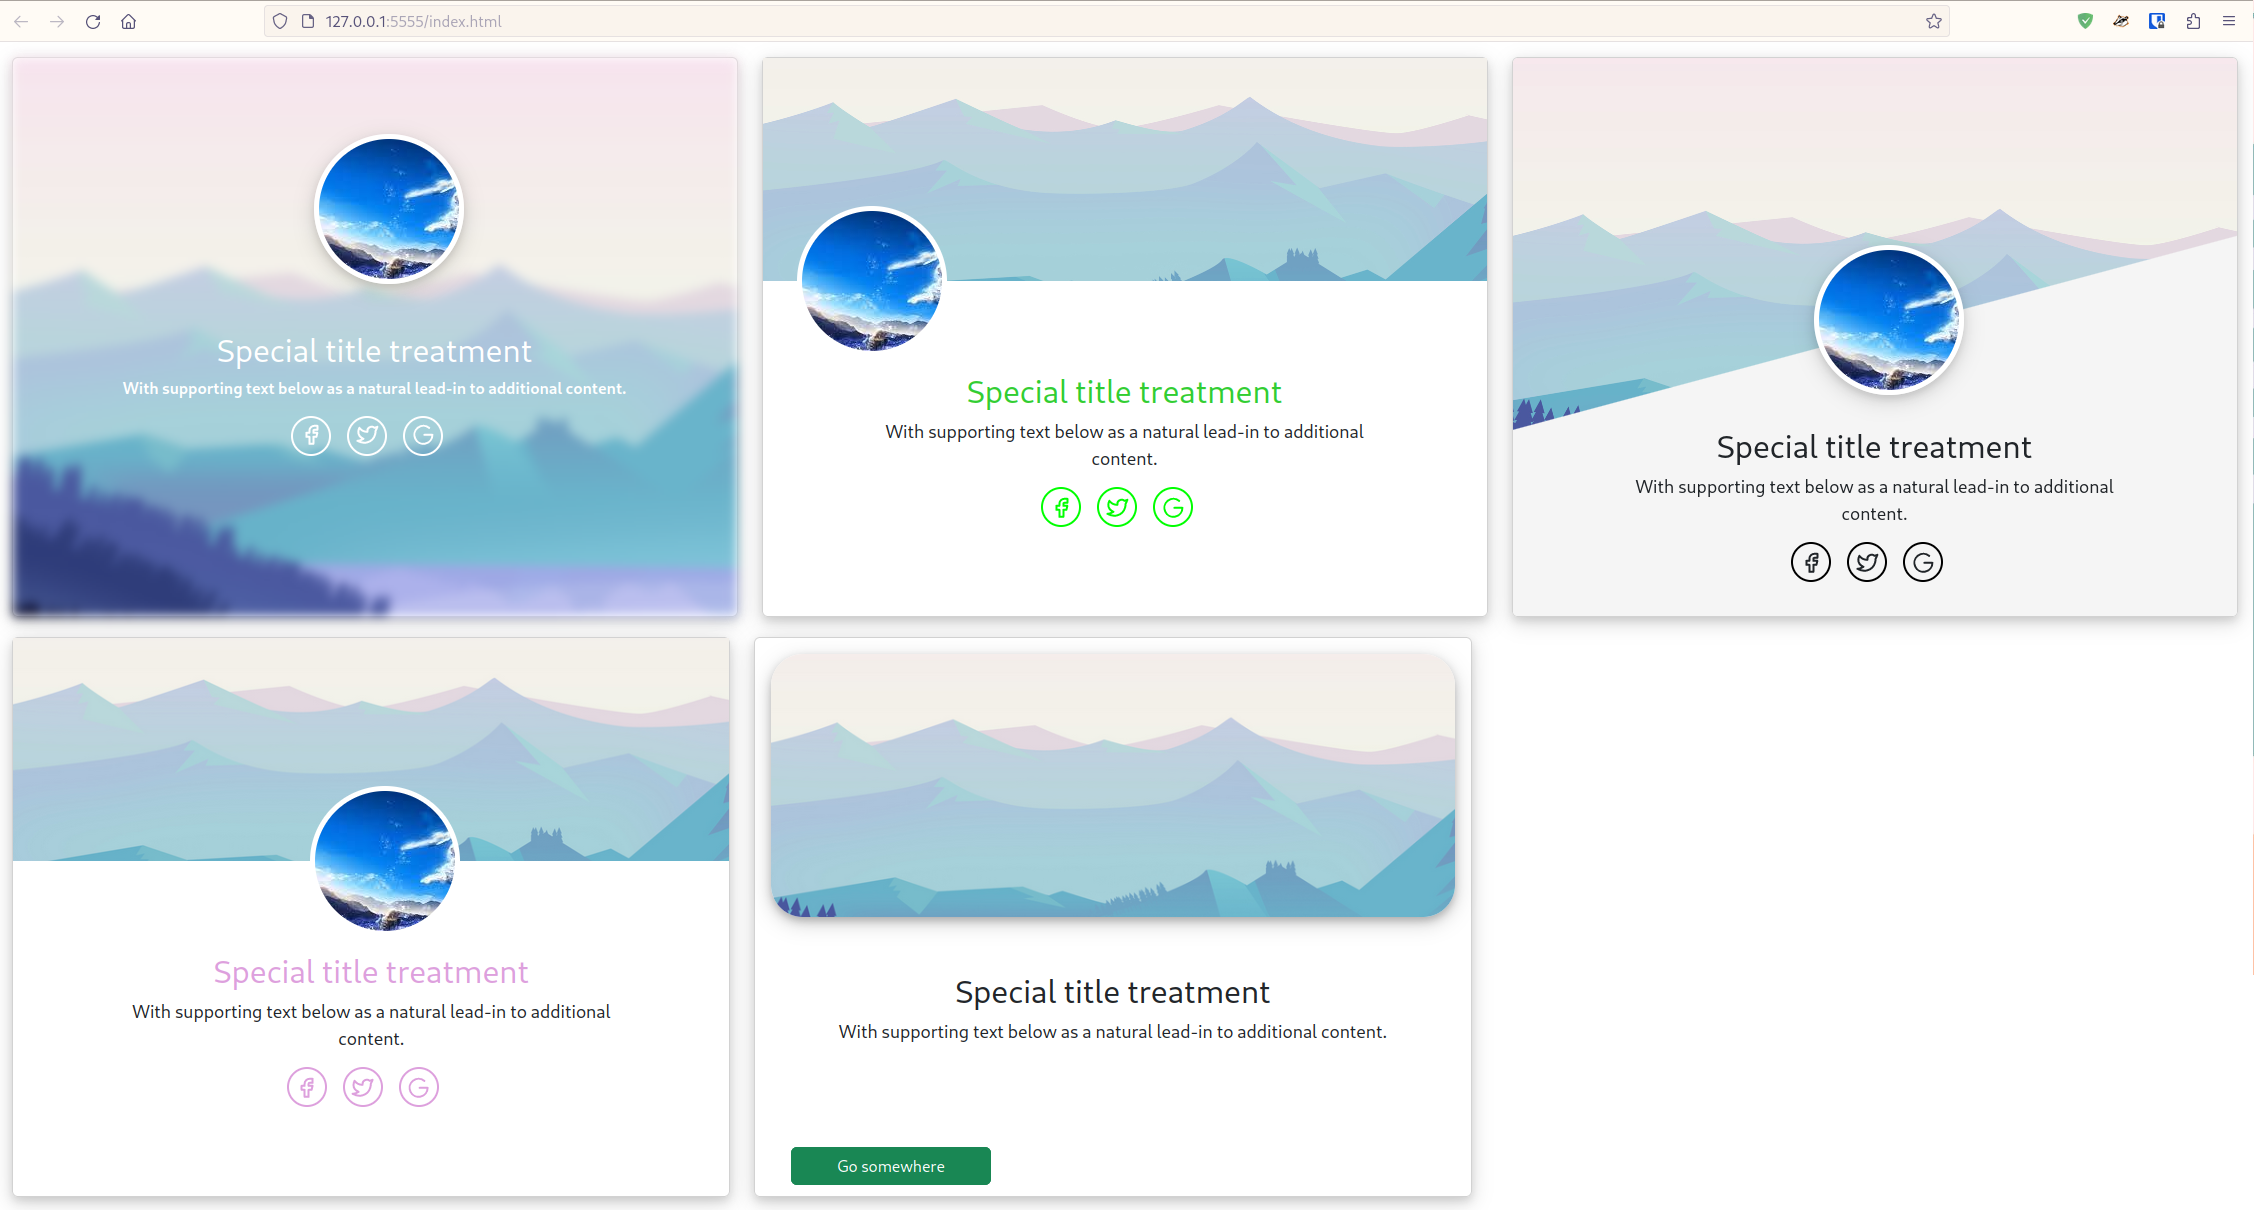 127.0.0.1:5555/index.html
Special title treatment
With supporting text below as a natural lead-in to additional content.
Special title treatment
With supporting text below as a natural lead-in to additional
content.
Special title treatment
With supporting text below as a natural lead-in to additional
content.
Special title treatment
With supporting text below as a natural lead-in to additional
content.
Special title treatment
With supporting text below as a natural lead-in to additional content.
Go somewhere